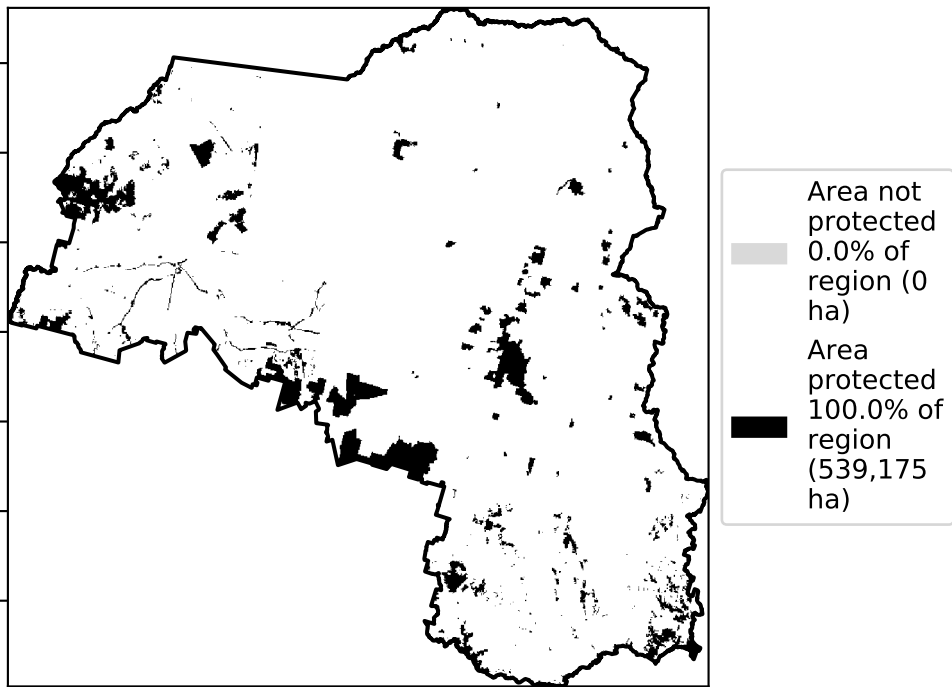 Area not
protected
0.0% of
region (0
ha)
Area
protected
100.0% of
region
(539,175
ha)